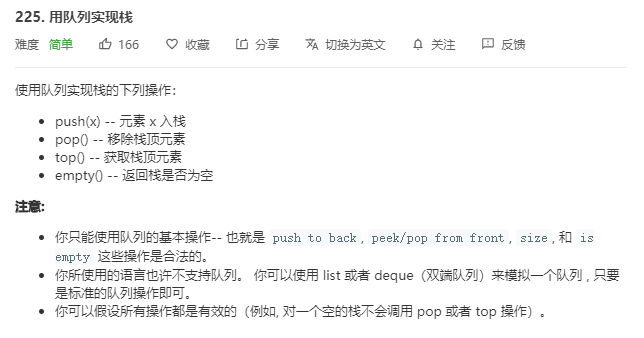 225. 用队列实现栈
难度 简单 166 收藏 分享 切换为英文 关注 反馈
使用队列实现栈的下列操作：
• push(x) -- 元素 x 入栈
• pop() -- 移除栈顶元素
• top() -- 获取栈顶元素
• empty() -- 返回栈是否为空
注意:
• 你只能使用队列的基本操作-- 也就是 push to back, peek/pop from front, size, 和 is
empty 这些操作是合法的。
• 你所使用的语言也许不支持队列。 你可以使用 list 或者 deque（双端队列）来模拟一个队列 , 只要
是标准的队列操作即可。
• 你可以假设所有操作都是有效的（例如, 对一个空的栈不会调用 pop 或者 top 操作）。